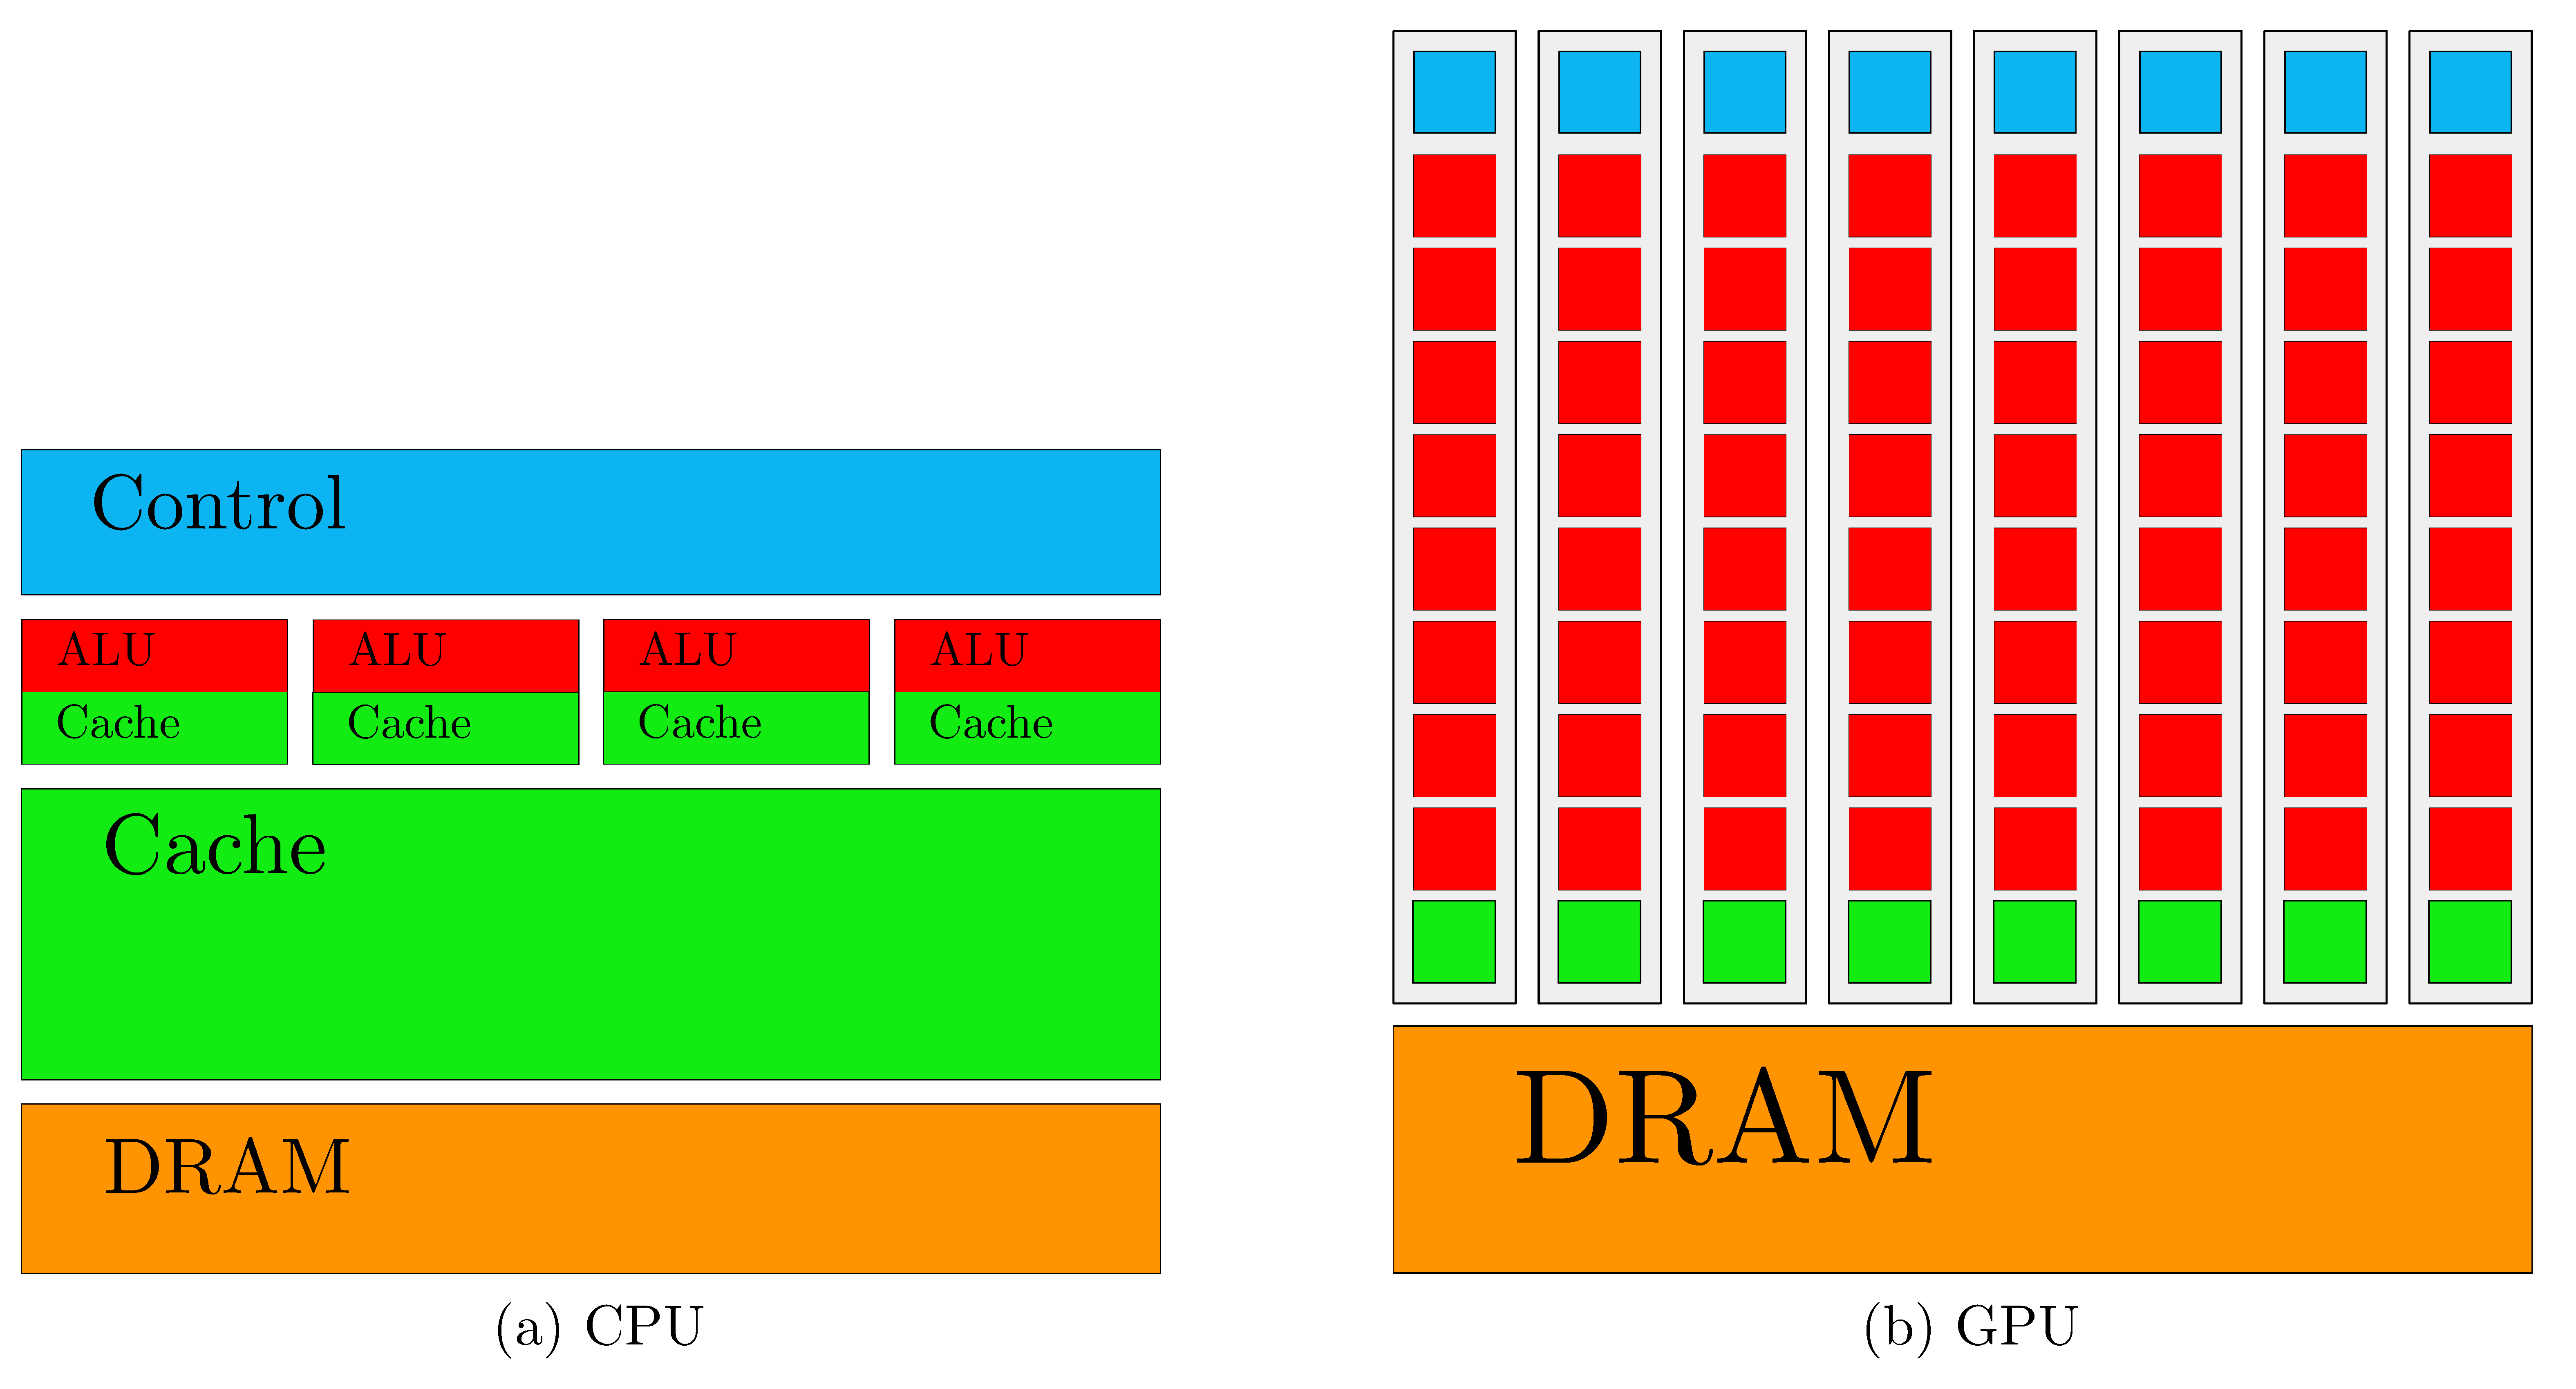 Control
ALU ALU ALU ALU
Cache Cache Cache Cache
Cache
DRAM
(a) CPU
DRAM
(b) GPU